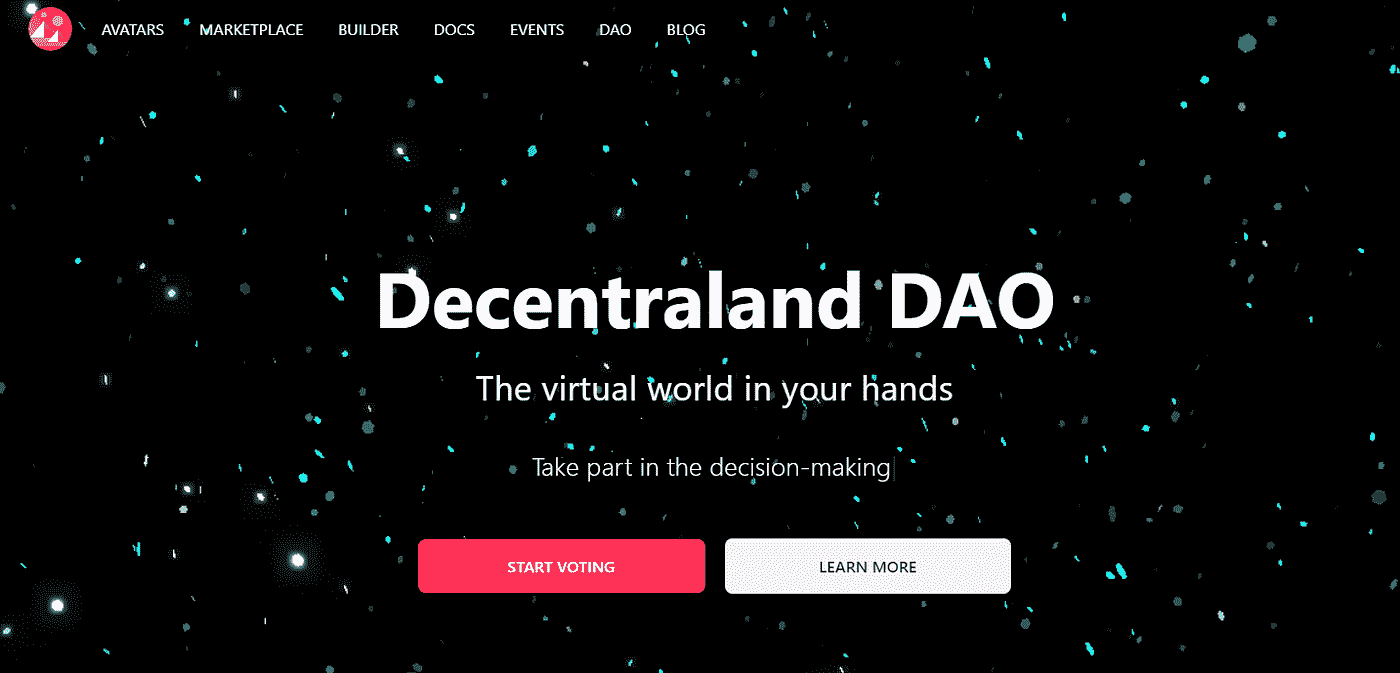 AVATARS MARKETPLACE BUILDER DOCS EVENTS DAO BLOG
Decentraland DAO
The virtual world in your hands
Take part in the decision-making
START VOTING LEARN MORE